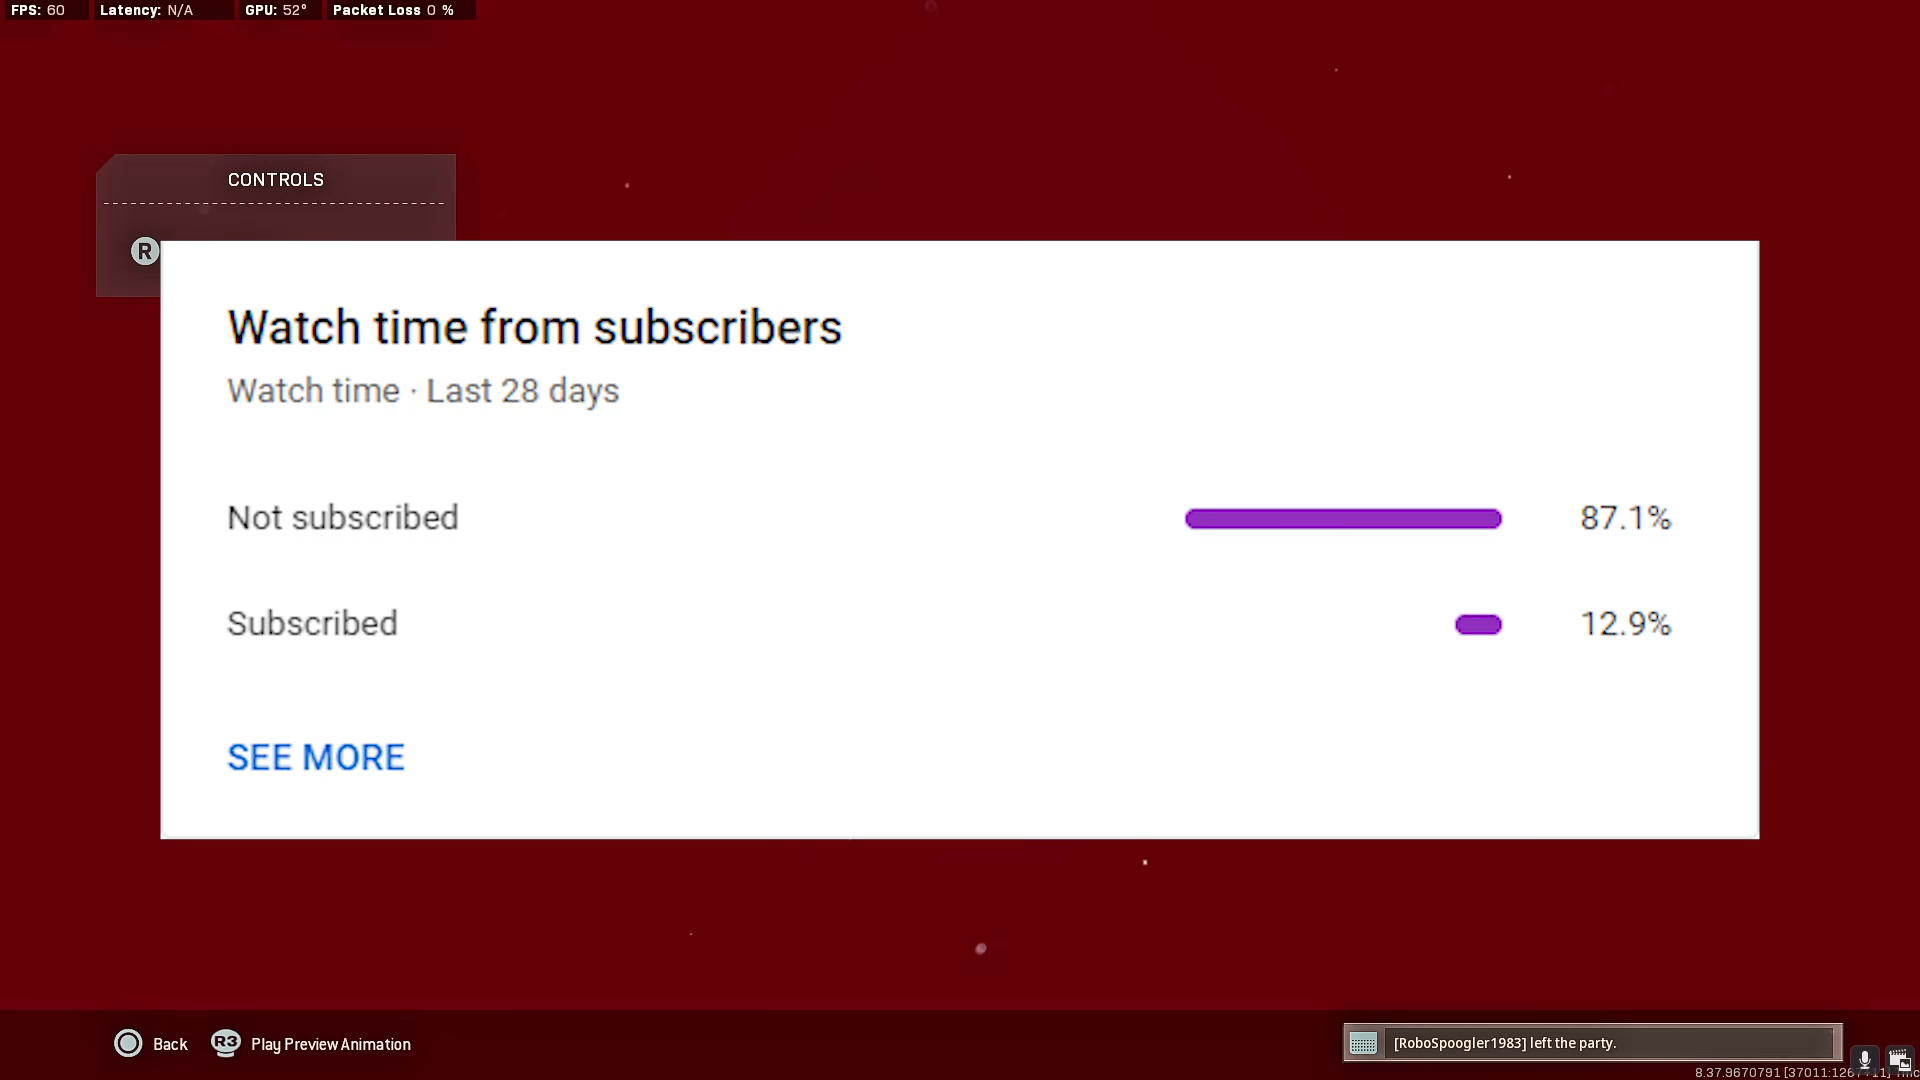 FPS: 60 Latency: N/A GPU: 52° Packet Loss 0 %
CONTROLS
R
Watch time from subscribers
Watch time · Last 28 days
Not subscribed 87.1%
Subscribed 12.9%
SEE MORE
Back R3 Play Preview Animation
[RoboSpoogler1983] left the party.